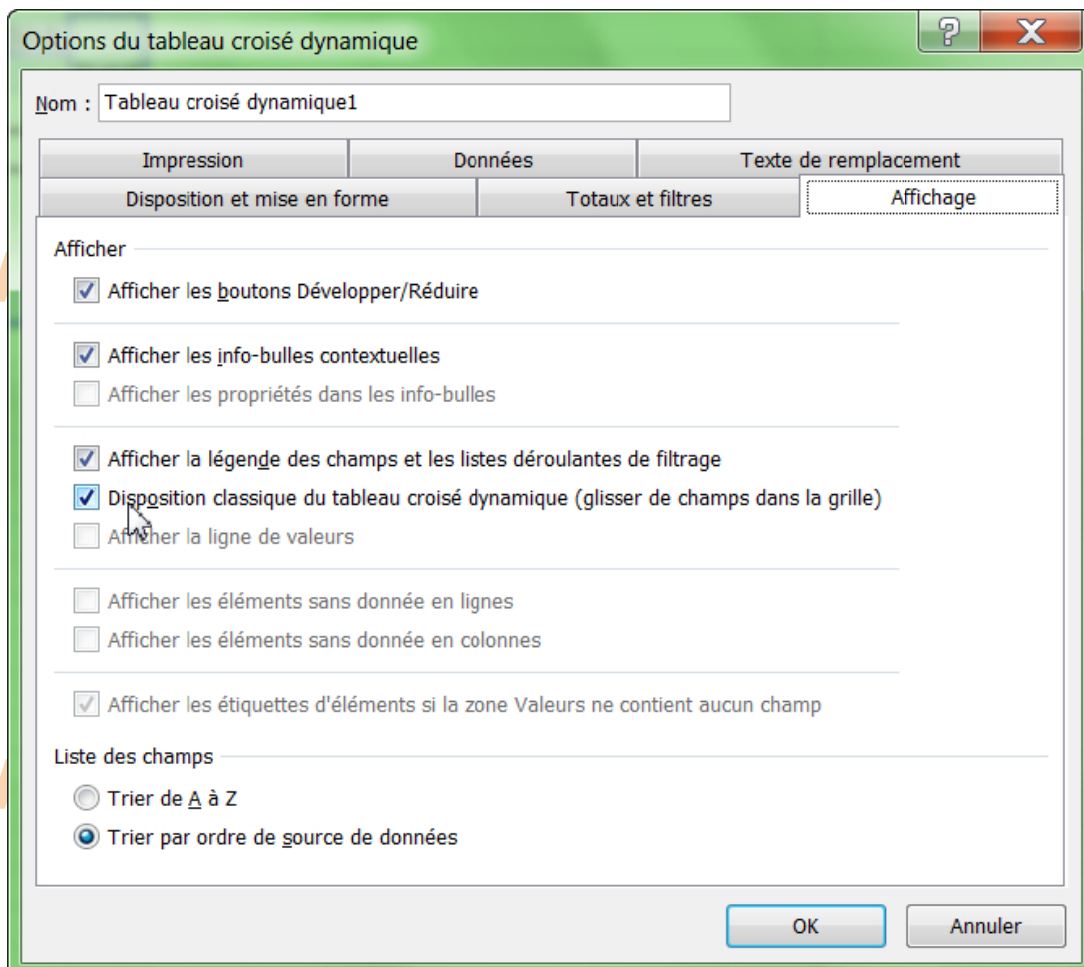 Options du tableau croisé dynamique
Nom : Tableau croisé dynamique1
Impression Données Texte de remplacement
Disposition et mise en forme Totaux et filtres Affichage
Afficher
Afficher les boutons Développer/Réduire
Afficher les info-bulles contextuelles
Afficher les propriétés dans les info-bulles
Afficher la légende des champs et les listes déroulantes de filtrage
Disposition classique du tableau croisé dynamique (glisser de champs dans la grille)
Afficher la ligne de valeurs
Afficher les éléments sans donnée en lignes
Afficher les éléments sans donnée en colonnes
Afficher les étiquettes d'éléments si la zone Valeurs ne contient aucun champ
Liste des champs
Trier de A à Z
Trier par ordre de source de données
OK Annuler